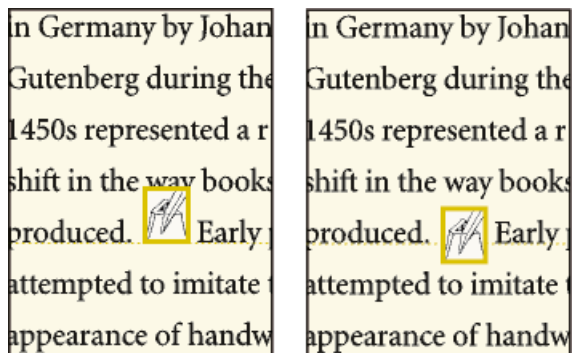 in Germany by Johan
Gutenberg during the
1450s represented a r
shift in the way books
produced. Early
attempted to imitate
appearance of handw
in Germany by Johan
Gutenberg during the
1450s represented a r
shift in the way books
produced. Early
attempted to imitate
appearance of handw